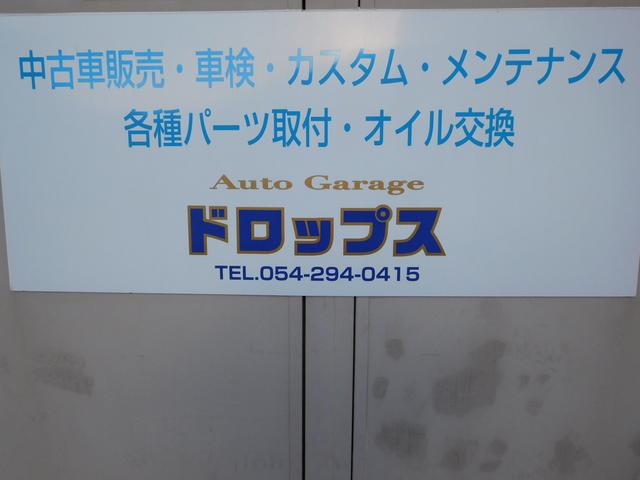 中古車販売・車検・カスタム・メンテナンス
各種パーツ取付・オイル交換
Auto Garage
ドロップス
TEL.054-294-0415